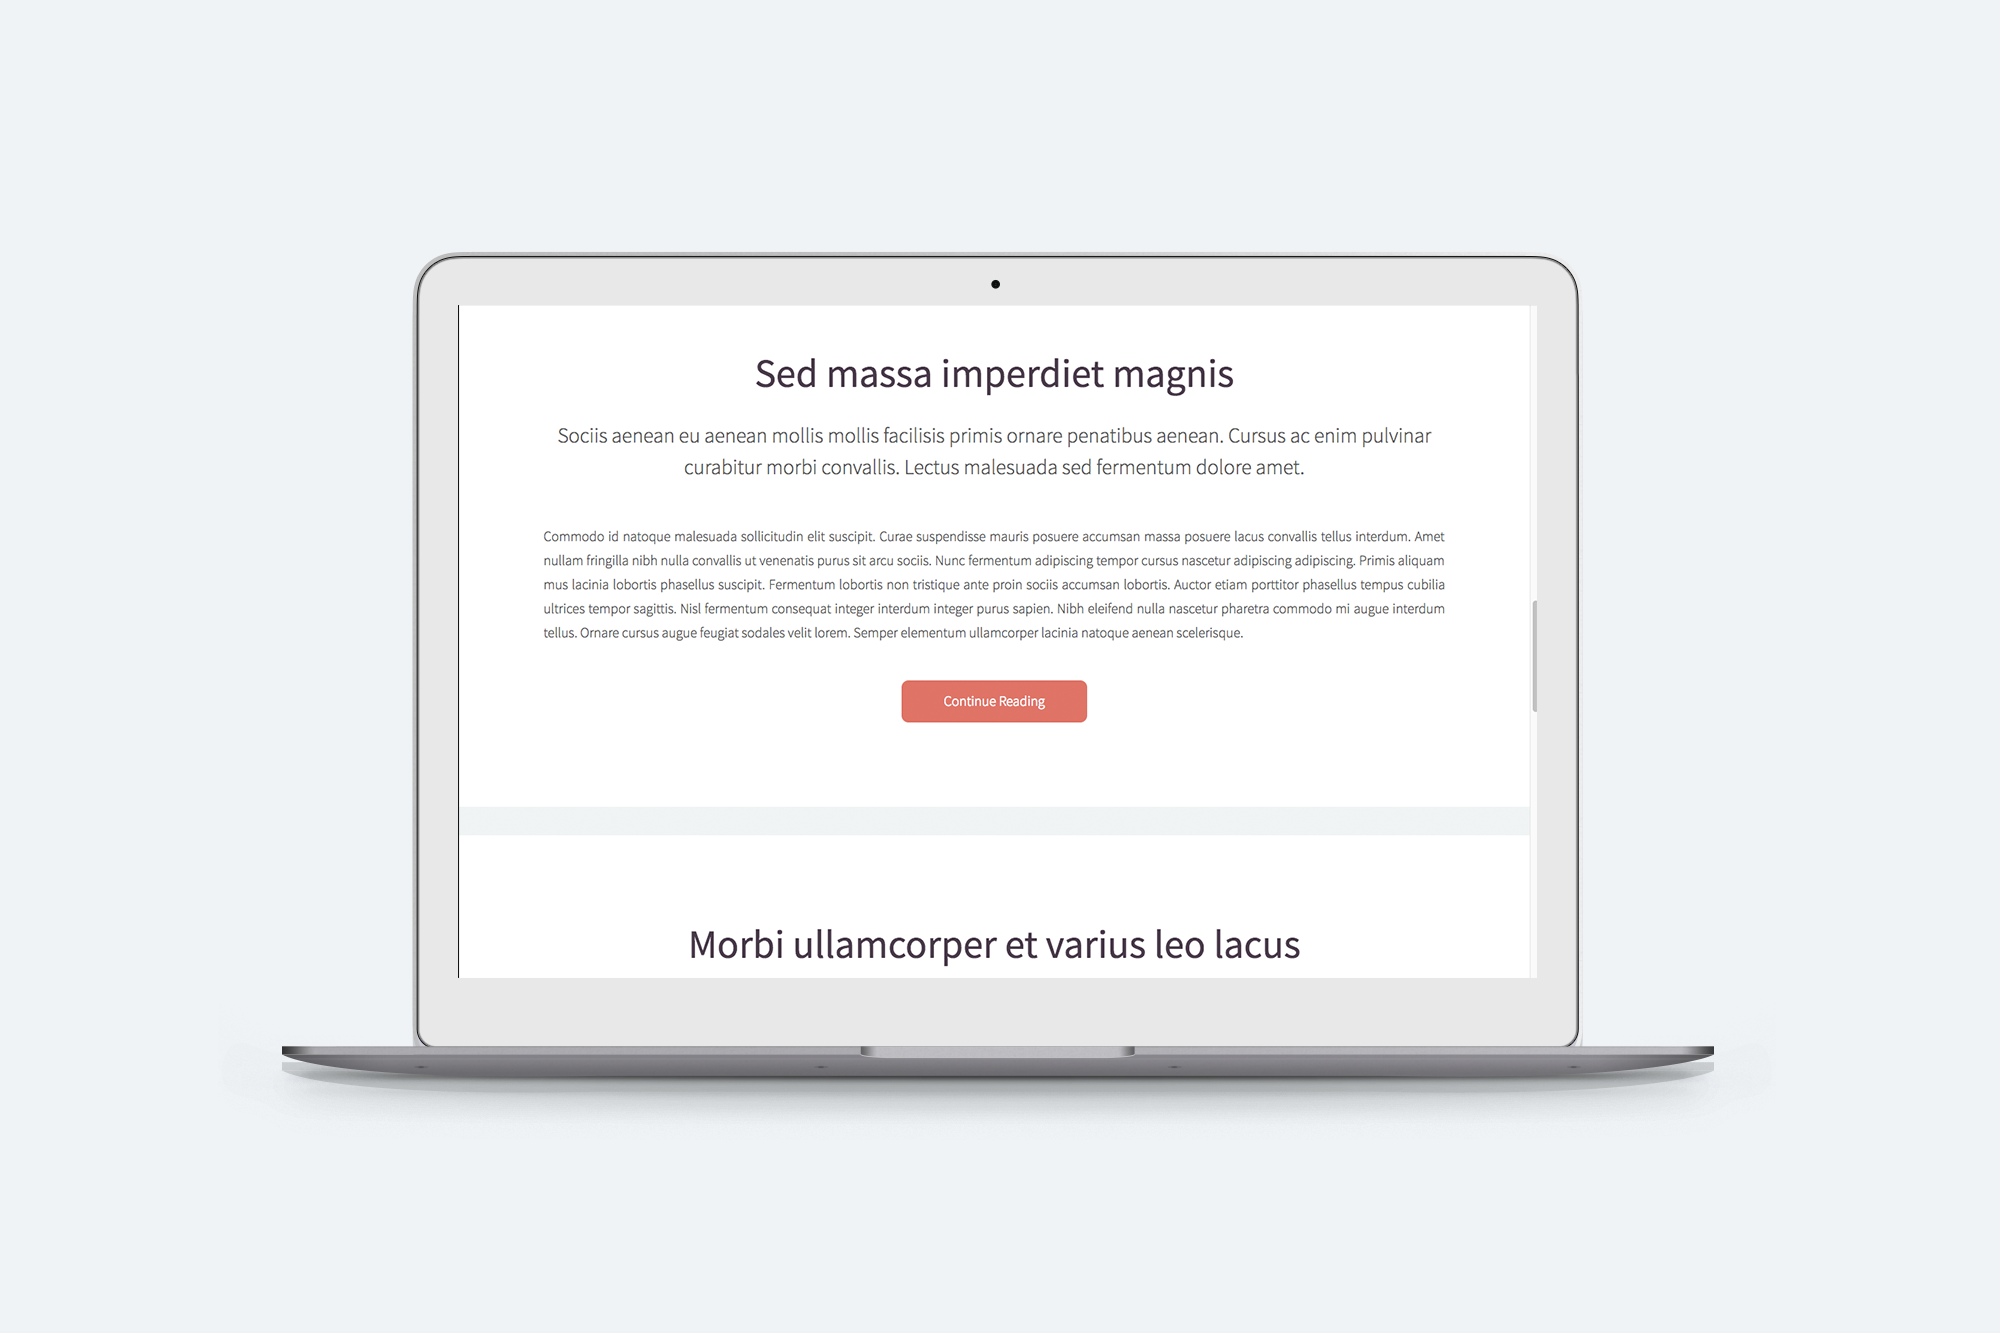 Sed massa imperdiet magnis
Sociis aenean eu aenean mollis mollis facilisis primis ornare penatibus aenean. Cursus ac enim pulvinar
curabitur morbi convallis. Lectus malesuada sed fermentum dolore amet.
Commodo id natoque malesuada sollicitudin elit suscipit. Curae suspendisse mauris posuere accumsan massa posuere lacus convallis tellus interdum. Amet
nullam fringilla nibh nulla convallis ut venenatis purus sit arcu sociis. Nunc fermentum adipiscing tempor cursus nascetur adipiscing adipiscing. Primis aliquam
mus lacinia lobortis phasellus suscipit. Fermentum lobortis non tristique ante proin sociis accumsan lobortis. Auctor etiam porttitor phasellus tempus cubilia
ultrices tempor sagittis. Nisl fermentum consequat integer interdum integer purus sapien. Nibh eleifend nulla nascetur pharetra commodo mi augue interdum
tellus. Ornare cursus augue feugiat sodales velit lorem. Semper elementum ullamcorper lacinia natoque aenean scelerisque.
Continue Reading
Morbi ullamcorper et varius leo lacus